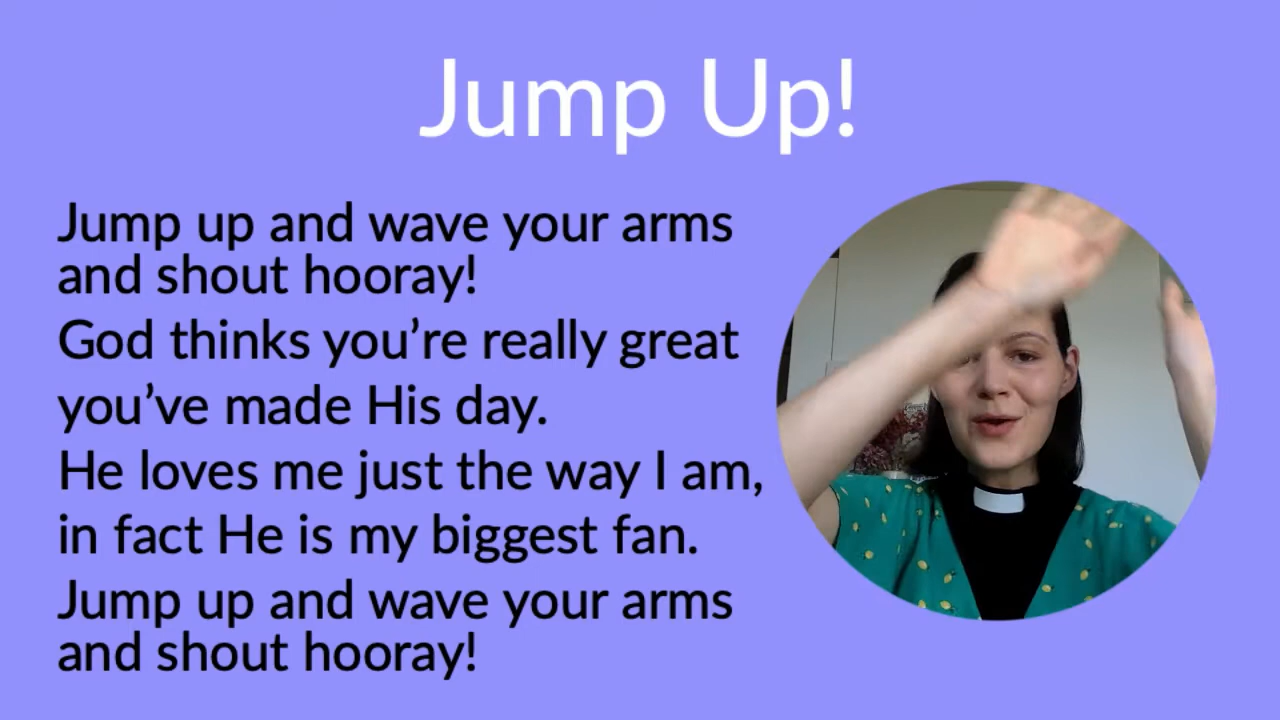 Jump Up!
Jump up and wave your arms
and shout hooray!
God thinks you’re really great
you’ve made His day.
He loves me just the way I am,
in fact He is my biggest fan.
Jump up and wave your arms
and shout hooray!